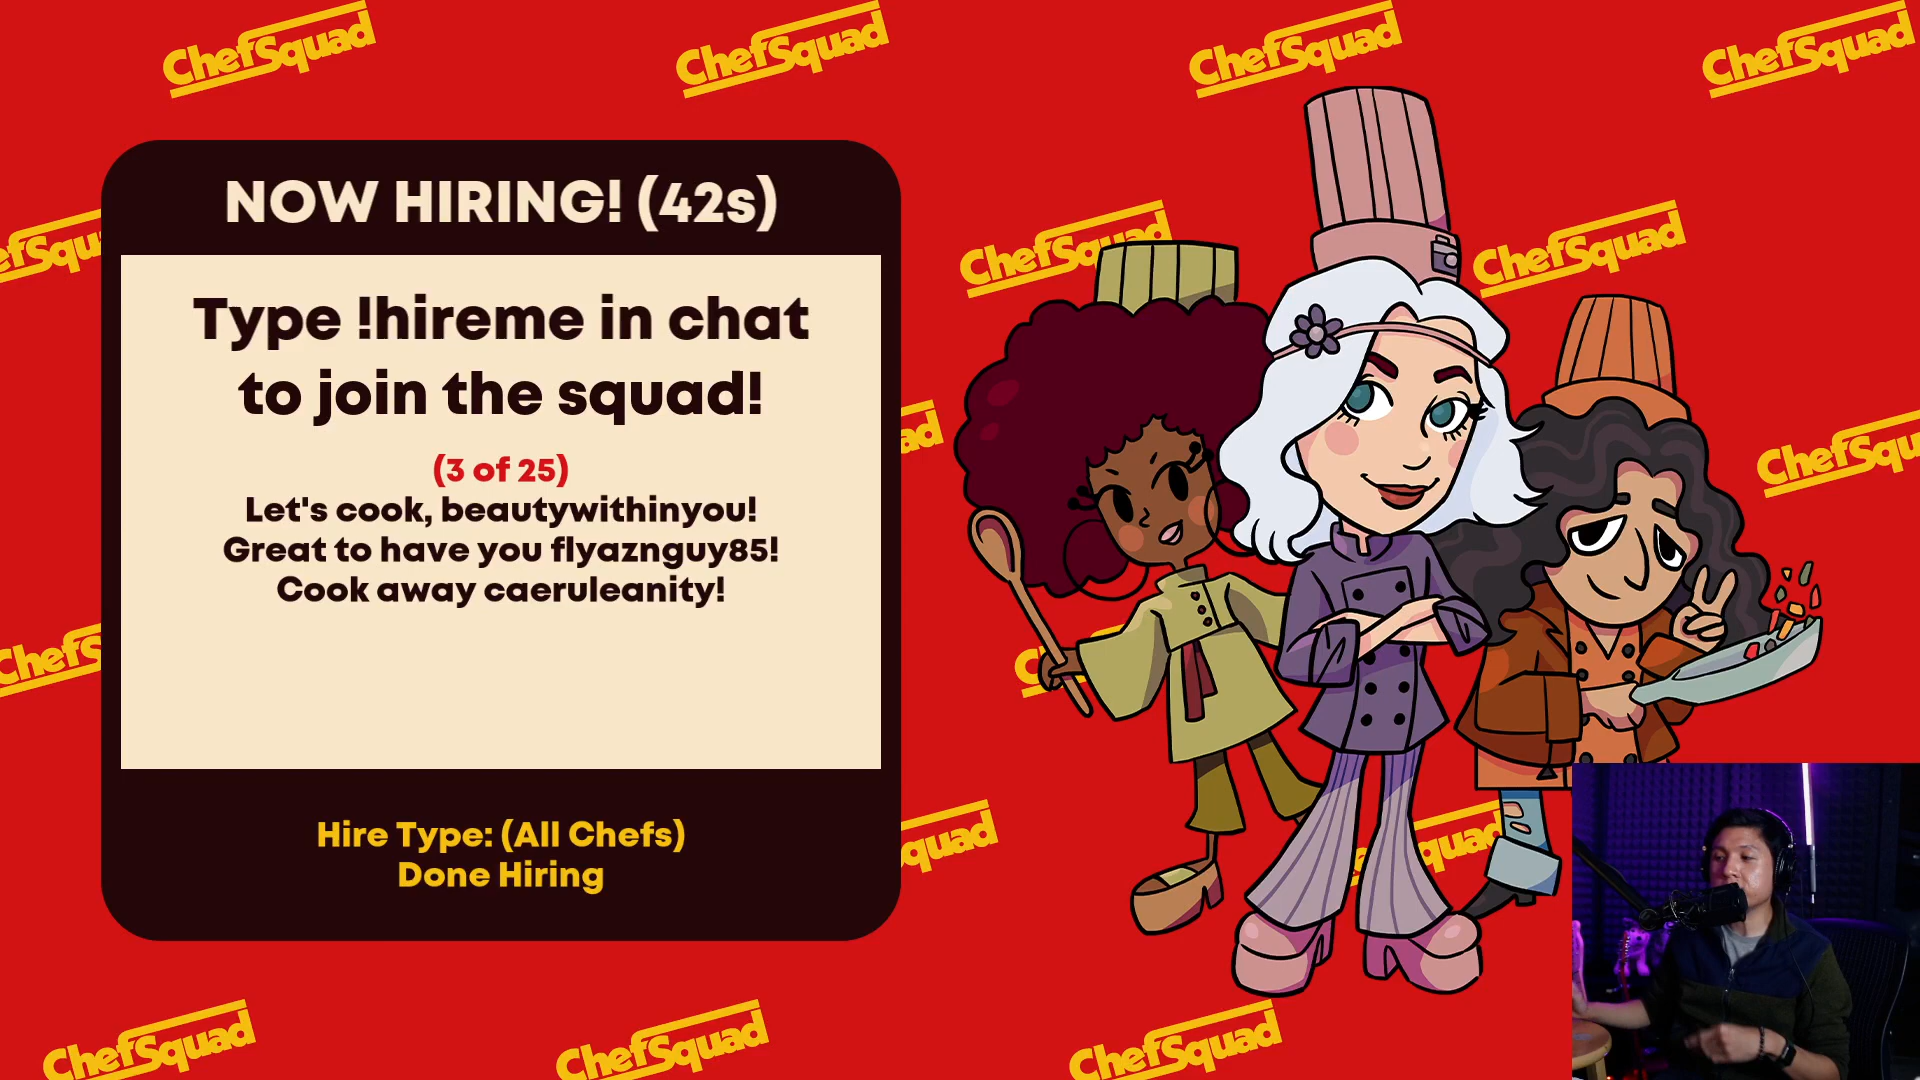 ChefSquad
ChefSquad
ChefSquad
ChefSquad
NOW HIRING! (42s)
Type !hireme in chat
to join the squad!
(3 of 25)
Let's cook, beautywithinyou!
Great to have you flyaznguy85!
Cook away caeruleanity!
Hire Type: (All Chefs)
Done Hiring
ChefSquad
ChefSquad
ChefSquad
ChefSquad
ChefSquad